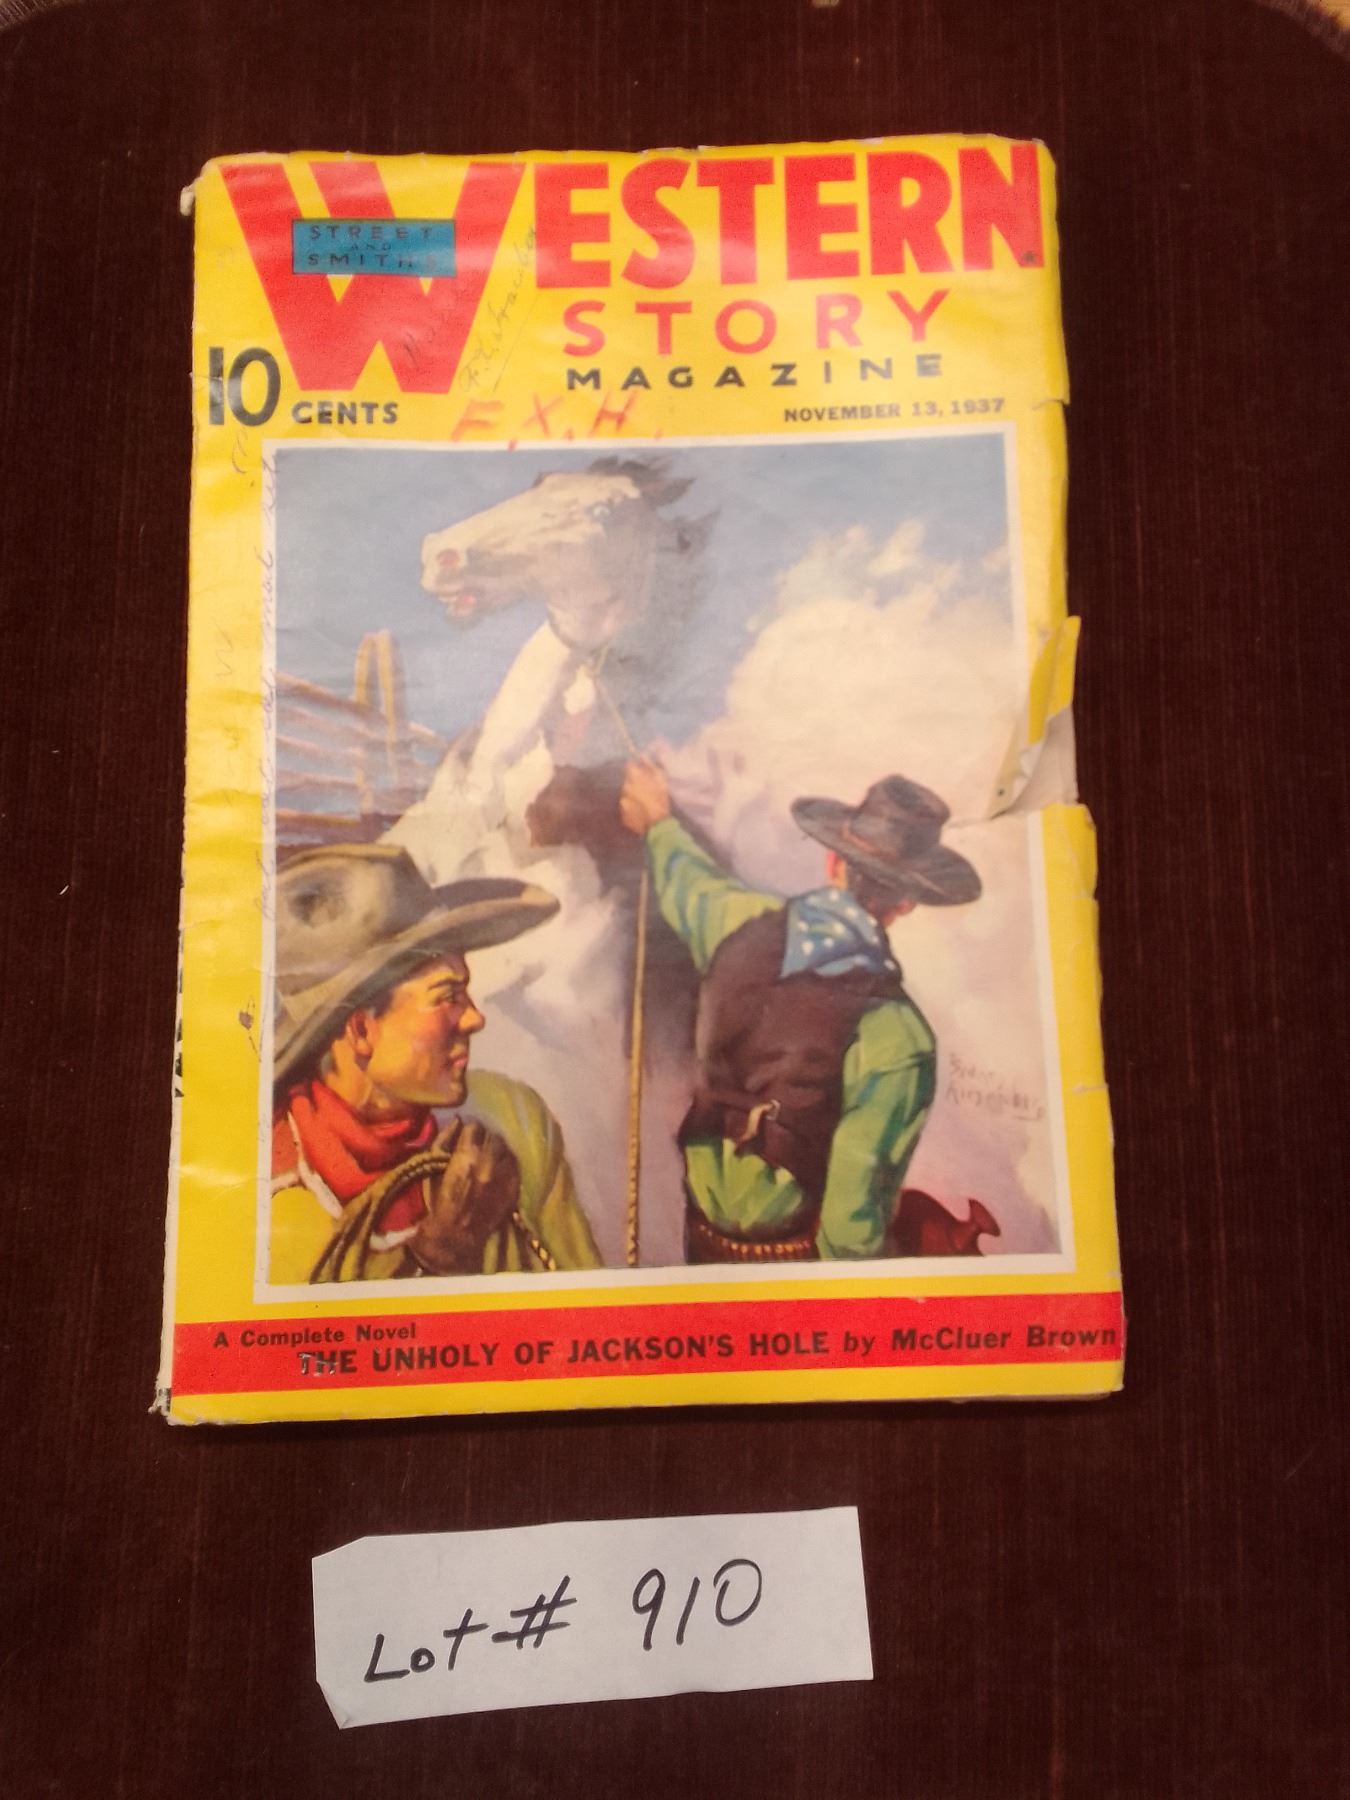 WESTERN
STREET
AND
SMITH'S
STORY
MAGAZINE
10 CENTS
NOVEMBER 13, 1937
F.X.H.
A Complete Novel
THE UNHOLY OF JACKSON'S HOLE by McCluer Brown
Lot # 910